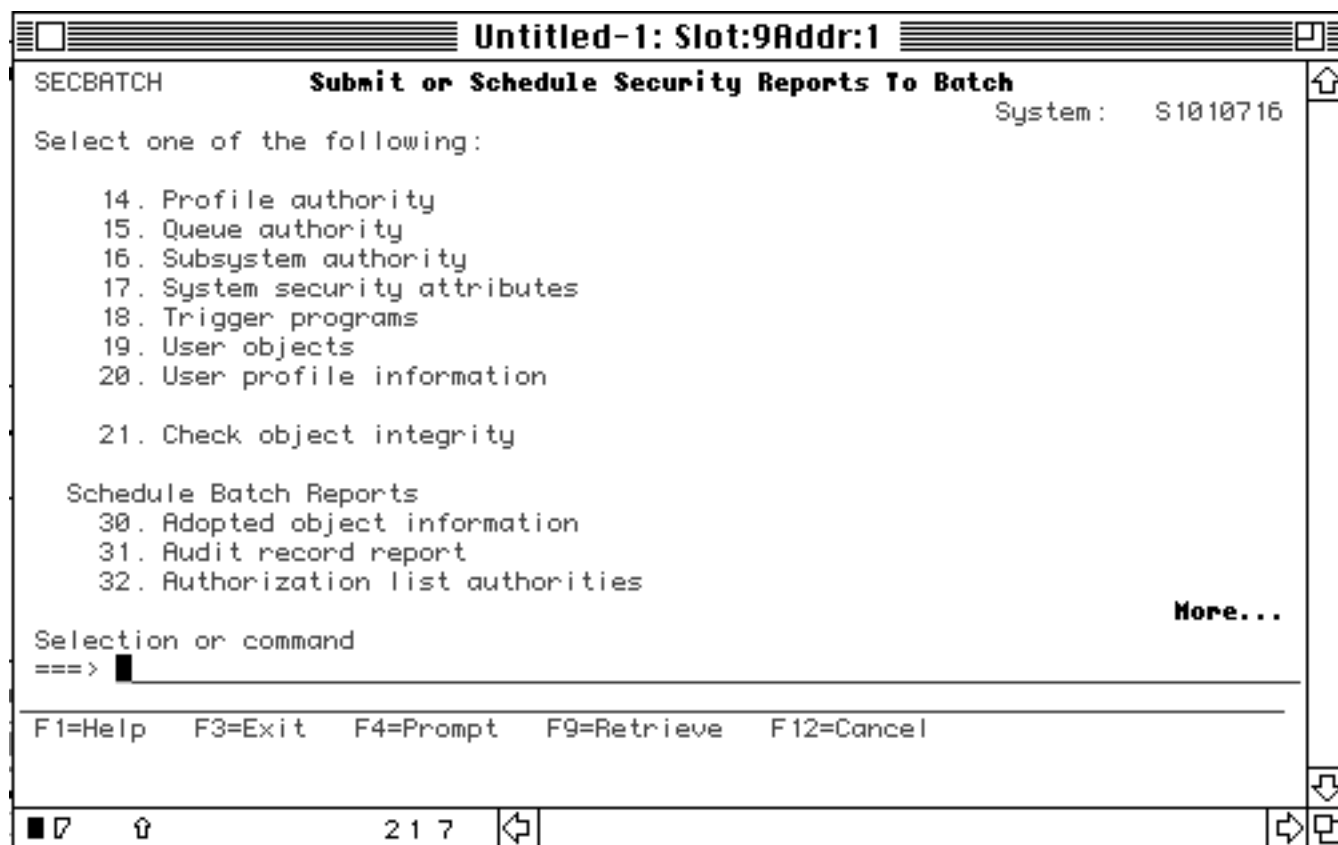 Untitled-1: Slot:9Addr:1
SECBATCH Submit or Schedule Security Reports To Batch
System: S1010716
Select one of the following:
14. Profile authority
15. Queue authority
16. Subsystem authority
17. System security attributes
18. Trigger programs
19. User objects
20. User profile information
21. Check object integrity
Schedule Batch Reports
30. Adopted object information
31. Audit record report
32. Authorization list authorities
More...
Selection or command
===>
F1=Help F3=Exit F4=Prompt F9=Retrieve F12=Cancel
21 7